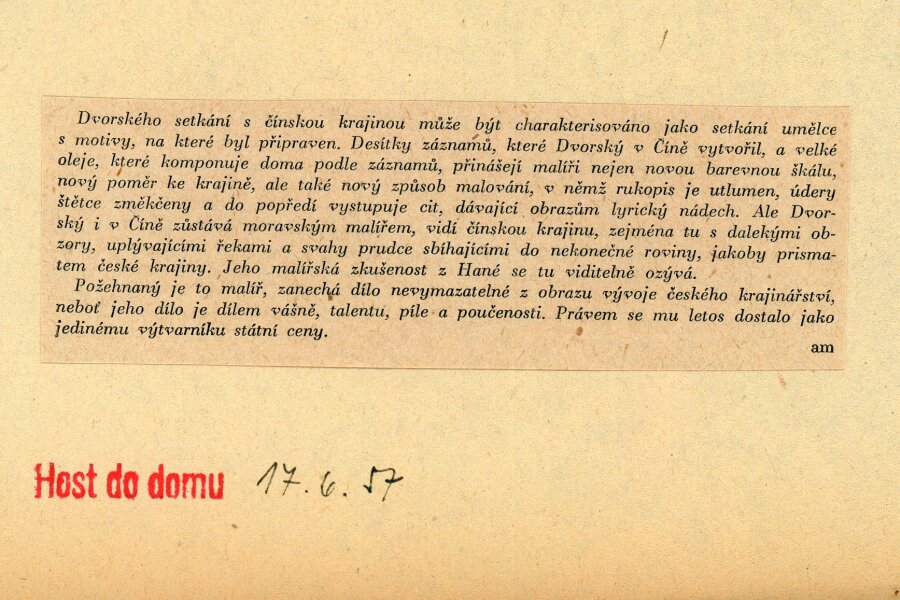 Dvorského setkání s čínskou krajinou může být charakterisováno jako setkání umělce
s motivy, na které byl připraven. Desítky záznamů, které Dvorský v Číně vytvořil, a velké
oleje, které komponuje doma podle záznamů, přinášejí malíři nejen novou barevnou škálu,
nový poměr ke krajině, ale také nový způsob malování, v němž rukopis je utlumen, údery
štětce změkčeny a do popředí vystupuje cit, dávající obrazům lyrický nádech. Ale Dvor-
ský i v Číně zůstává moravským malířem, vidí čínskou krajinu, zejména tu s dalekými ob-
zory, uplývajícími řekami a svahy prudce sbíhajícími do nekonečné roviny, jakoby prisma-
tem české krajiny. Jeho malířská zkušenost z Hané se tu viditelně ozývá.
Požehnaný je to malíř, zanechá dílo nevymazatelné z obrazu vývoje českého krajinářství,
neboť jeho dílo je dílem vášně, talentu, píle a poučenosti. Právem se mu letos dostalo jako
jedinému výtvarníku státní ceny.
am
Host do domu 17. 6. 57